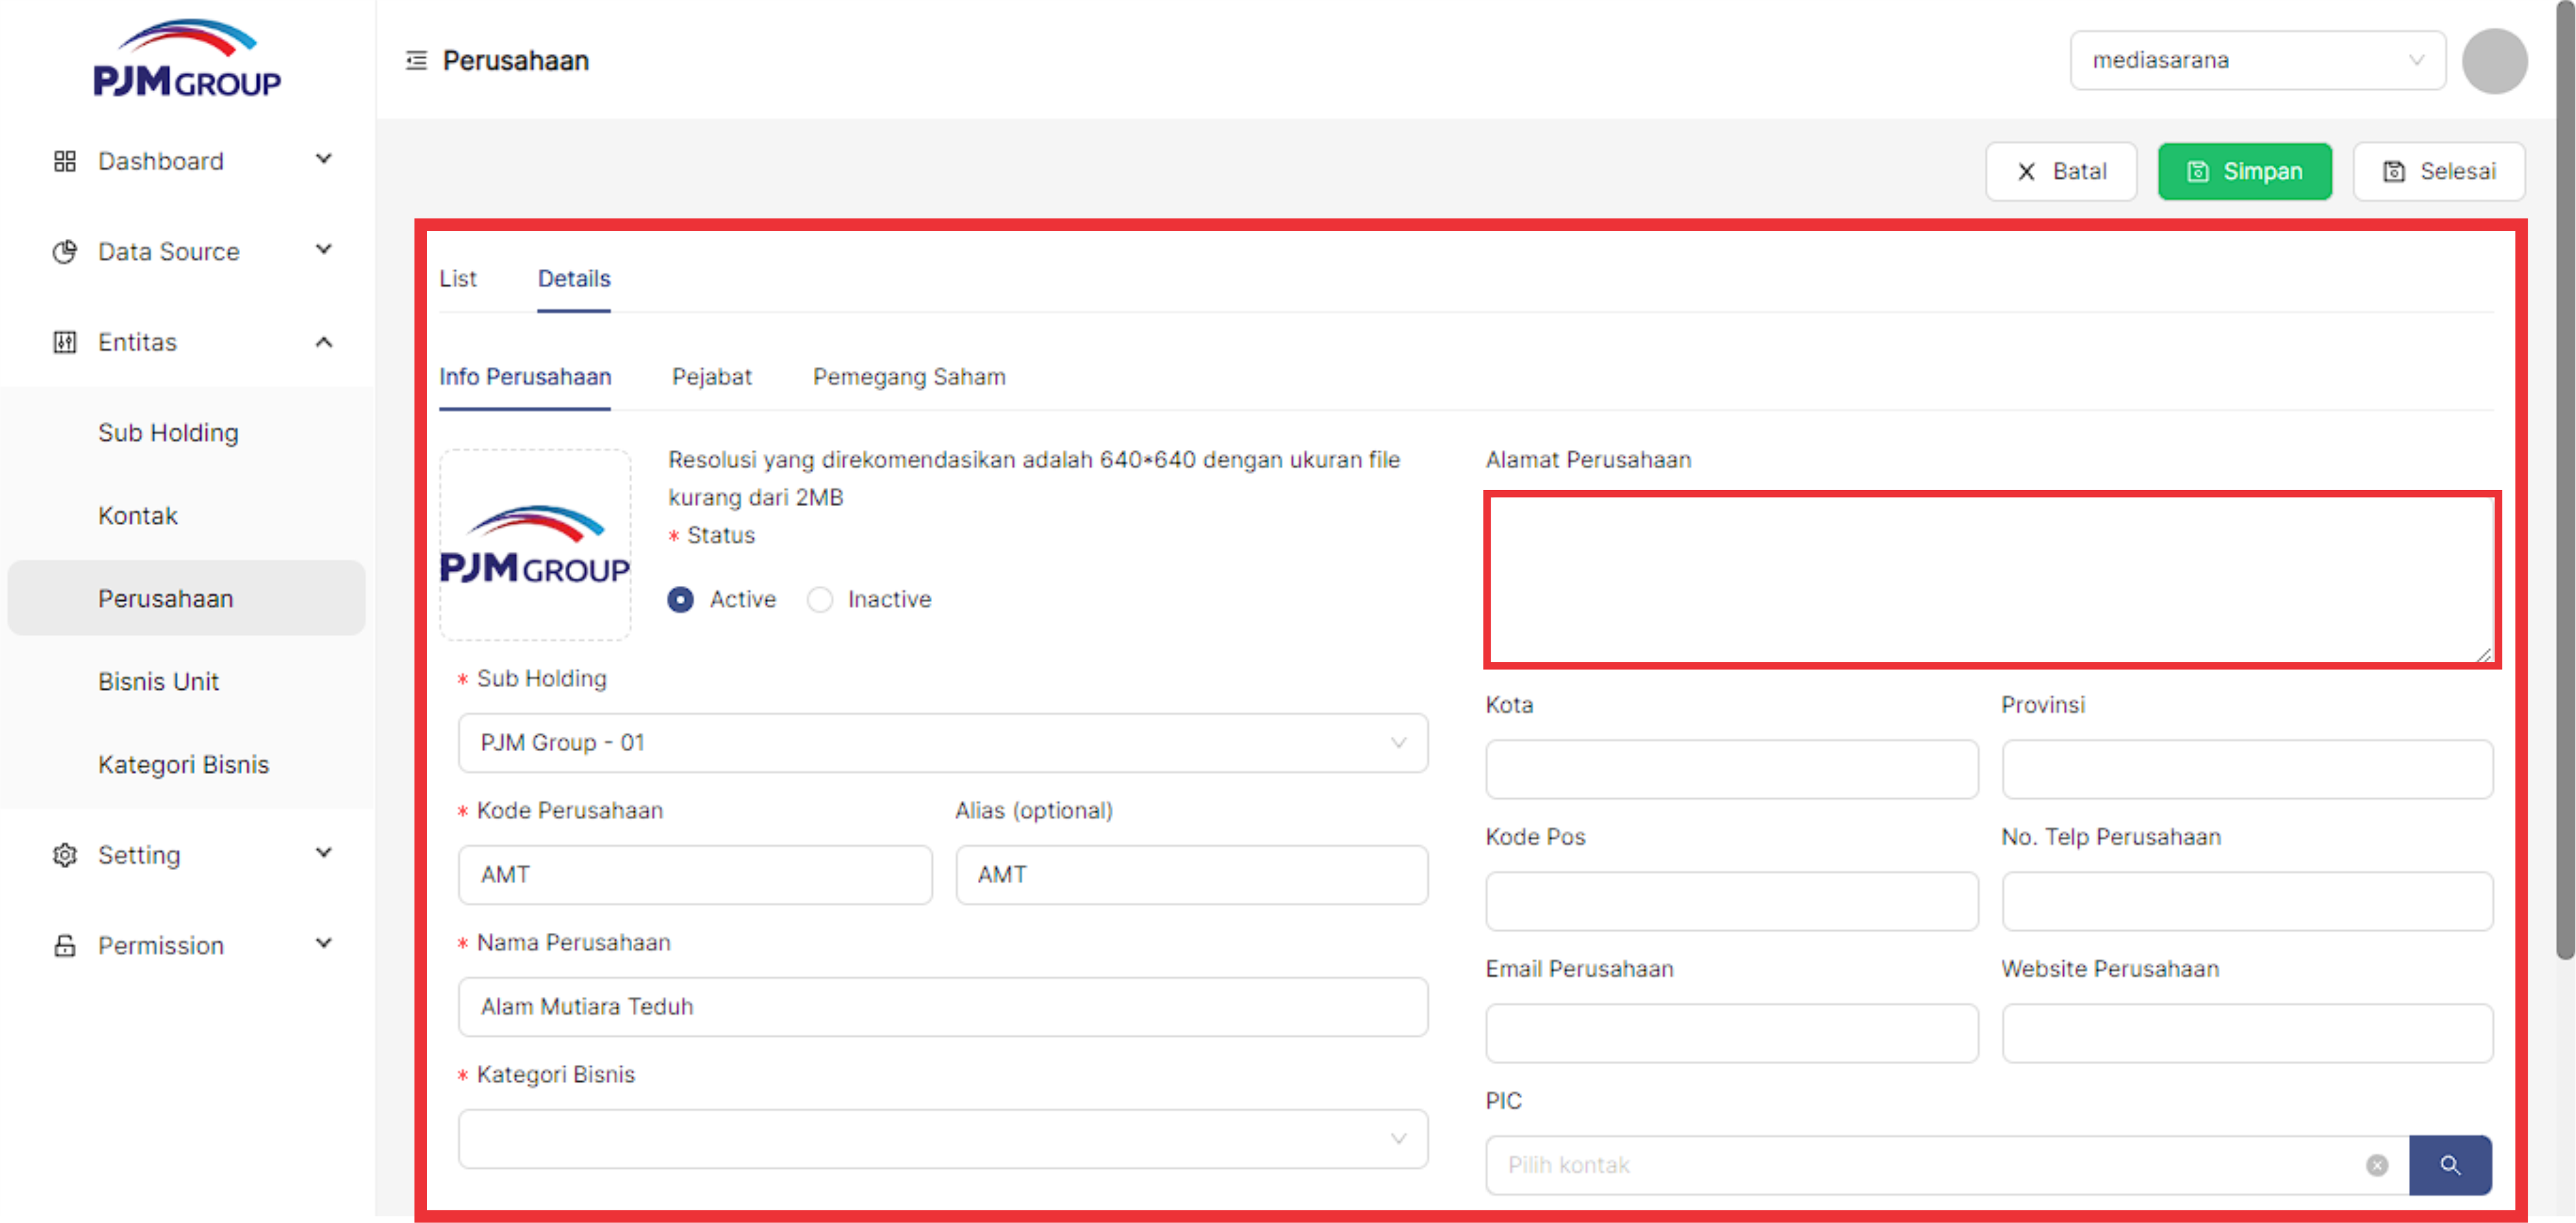 PJM GROUP
Perusahaan
mediasarana
Dashboard
Data Source
Entitas
Sub Holding
Kontak
Perusahaan
Bisnis Unit
Kategori Bisnis
Setting
Permission
Batal
Simpan
Selesai
List Details
Info Perusahaan Pejabat Pemegang Saham
PJM GROUP
Resolusi yang direkomendasikan adalah 640*640 dengan ukuran file
kurang dari 2MB
* Status
Active Inactive
* Sub Holding
PJM Group - 01
* Kode Perusahaan
AMT
Alias (optional)
AMT
* Nama Perusahaan
Alam Mutiara Teduh
* Kategori Bisnis
Alamat Perusahaan
Kota
Provinsi
Kode Pos
No. Telp Perusahaan
Email Perusahaan
Website Perusahaan
PIC
Pilih kontak